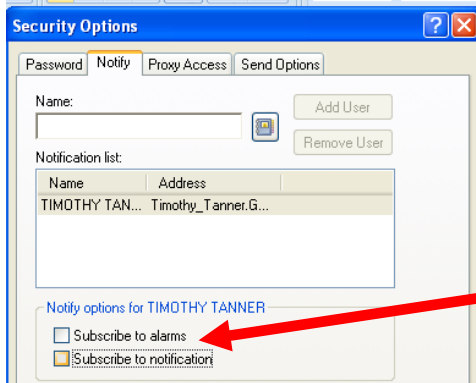 Security Options
Password Notify Proxy Access Send Options
Name:
Add User
Remove User
Notification list:
Name Address
TIMOTHY TAN... Timothy_Tanner.G...
Notify options for TIMOTHY TANNER
Subscribe to alarms
Subscribe to notification